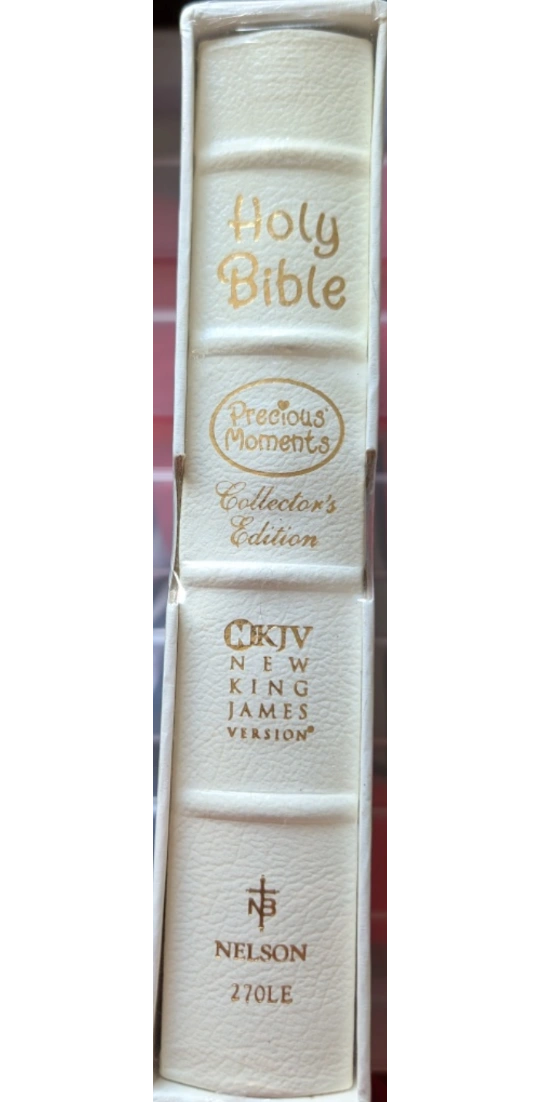 Holy
Bible
Precious
Moments
Collector's
Edition
NKJV
NEW
KING
JAMES
VERSION®
NB
NELSON
270LE